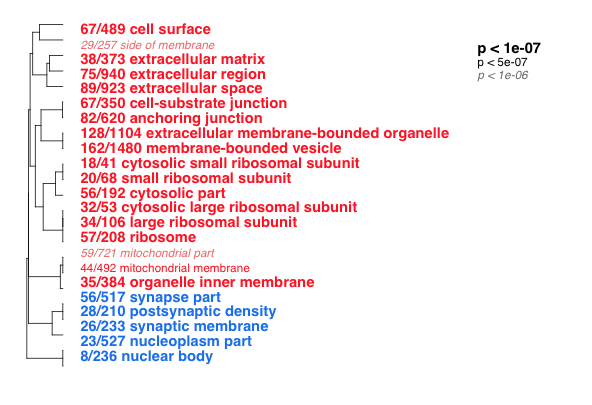 67/489 cell surface
29/257 side of membrane
38/373 extracellular matrix
75/940 extracellular region
89/923 extracellular space
67/350 cell-substrate junction
82/620 anchoring junction
128/1104 extracellular membrane-bounded organelle
162/1480 membrane-bounded vesicle
18/41 cytosolic small ribosomal subunit
20/68 small ribosomal subunit
56/192 cytosolic part
32/53 cytosolic large ribosomal subunit
34/106 large ribosomal subunit
57/208 ribosome
59/721 mitochondrial part
44/492 mitochondrial membrane
35/384 organelle inner membrane
56/517 synapse part
28/210 postsynaptic density
26/233 synaptic membrane
23/527 nucleoplasm part
8/236 nuclear body
p < 1e-07
p < 5e-07
p < 1e-06